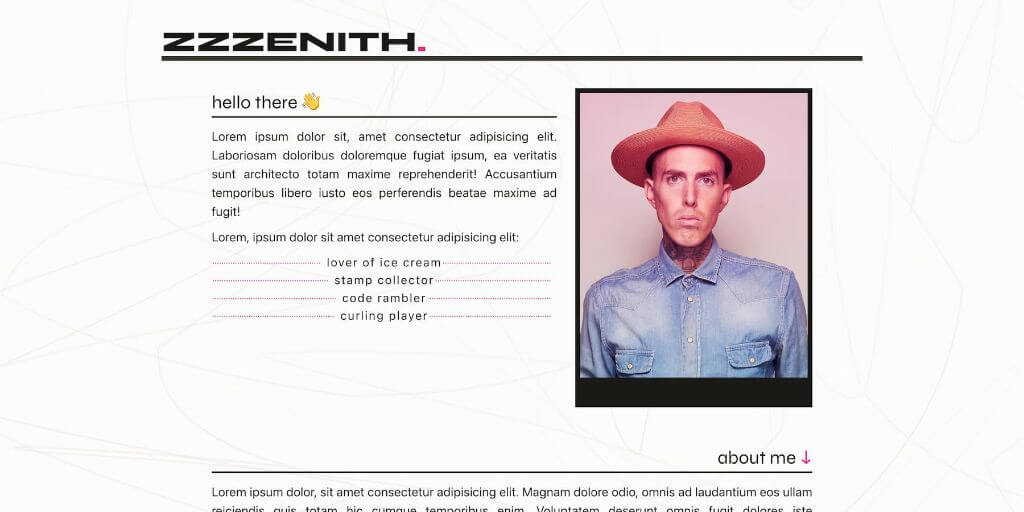 ZZZENITH.
hello there 👋
Lorem ipsum dolor sit, amet consectetur adipisicing elit.
Laboriosam doloribus doloremque fugiat ipsum, ea veritatis
sunt architecto totam maxime reprehenderit! Accusantium
temporibus libero iusto eos perferendis beatae maxime ad
fugit!
Lorem, ipsum dolor sit amet consectetur adipisicing elit:
lover of ice cream
stamp collector
code rambler
curling player
about me ↓
Lorem ipsum dolor, sit amet consectetur adipisicing elit. Magnam dolore odio, omnis ad laudantium eos ullam
reiciendis quis totam hic cumque temporibus enim. Voluptatem deserunt omnis fugit dolores iste